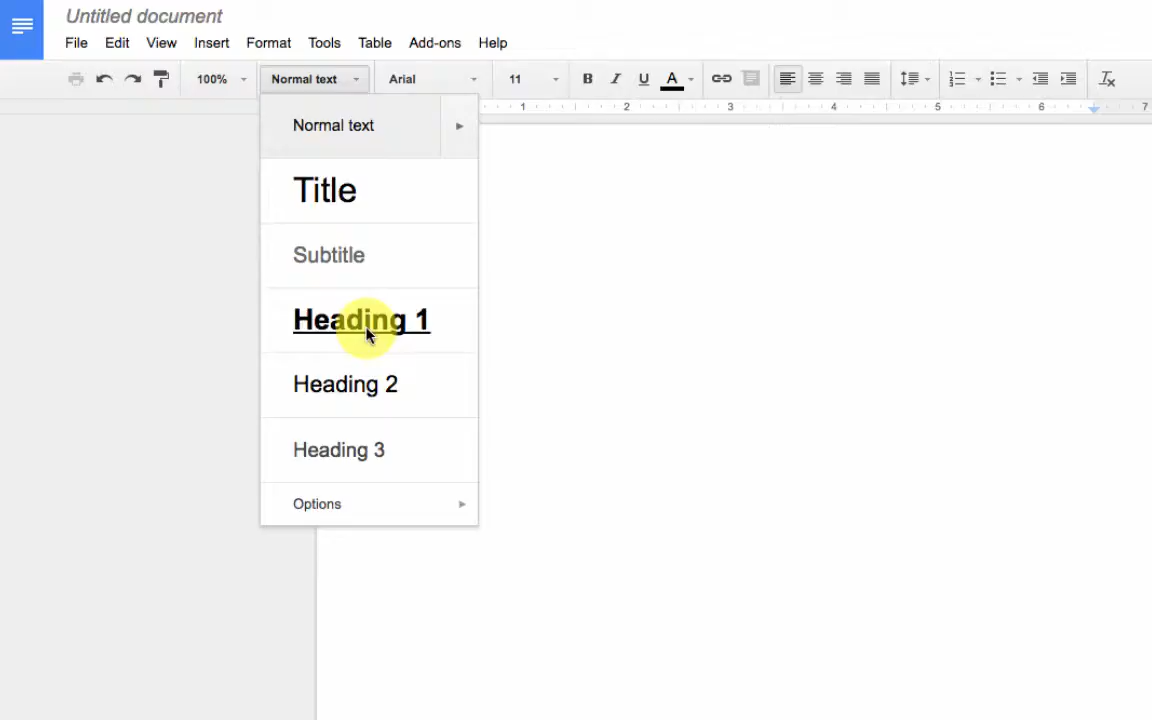 Untitled document
File Edit View Insert Format Tools Table Add-ons Help
100% Normal text Arial 11 B I U A
1 2 3 4 5 6 7
Normal text
Title
Subtitle
Heading 1
Heading 2
Heading 3
Options